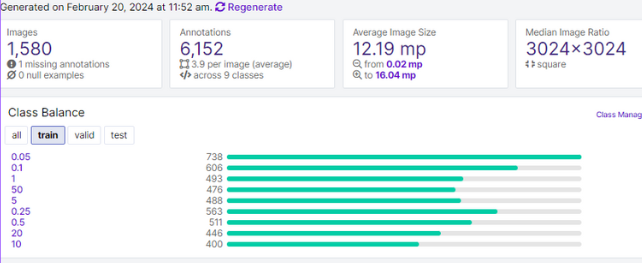 Generated on February 20, 2024 at 11:52 am. Regenerate
Images
1,580
1 missing annotations
0 null examples
Annotations
6,152
3.9 per image (average)
across 9 classes
Average Image Size
12.19 mp
from 0.02 mp
to 16.04 mp
Median Image Ratio
3024×3024
square
Class Balance
Class Manag
all train valid test
0.05 738
0.1 606
1 493
50 476
5 488
0.25 563
0.5 511
20 446
10 400